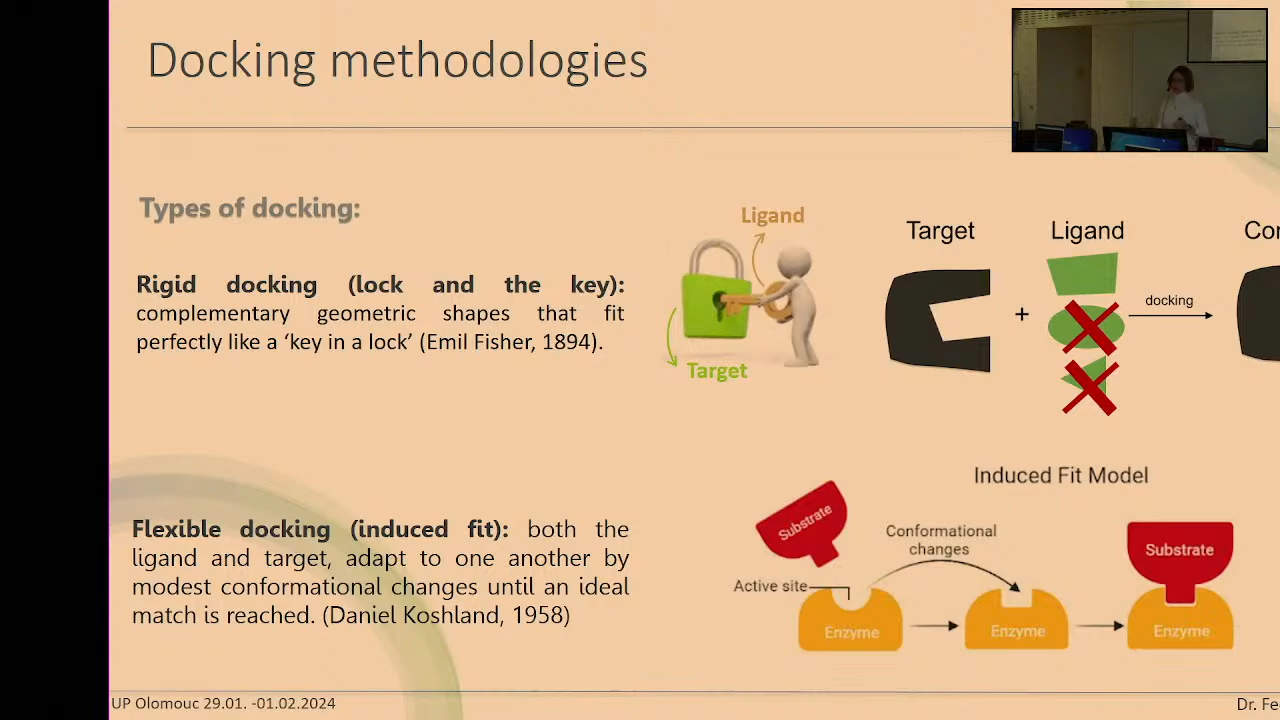 Docking methodologies
Types of docking:
Rigid docking (lock and the key):
complementary geometric shapes that fit
perfectly like a ‘key in a lock’ (Emil Fisher, 1894).
Ligand
Target
Target
Ligand
Cor
+
docking
Flexible docking (induced fit): both the
ligand and target, adapt to one another by
modest conformational changes until an ideal
match is reached. (Daniel Koshland, 1958)
Induced Fit Model
Substrate
Conformational
changes
Active site
Enzyme
Enzyme
Substrate
Enzyme
UP Olomouc 29.01. -01.02.2024
Dr. Fe